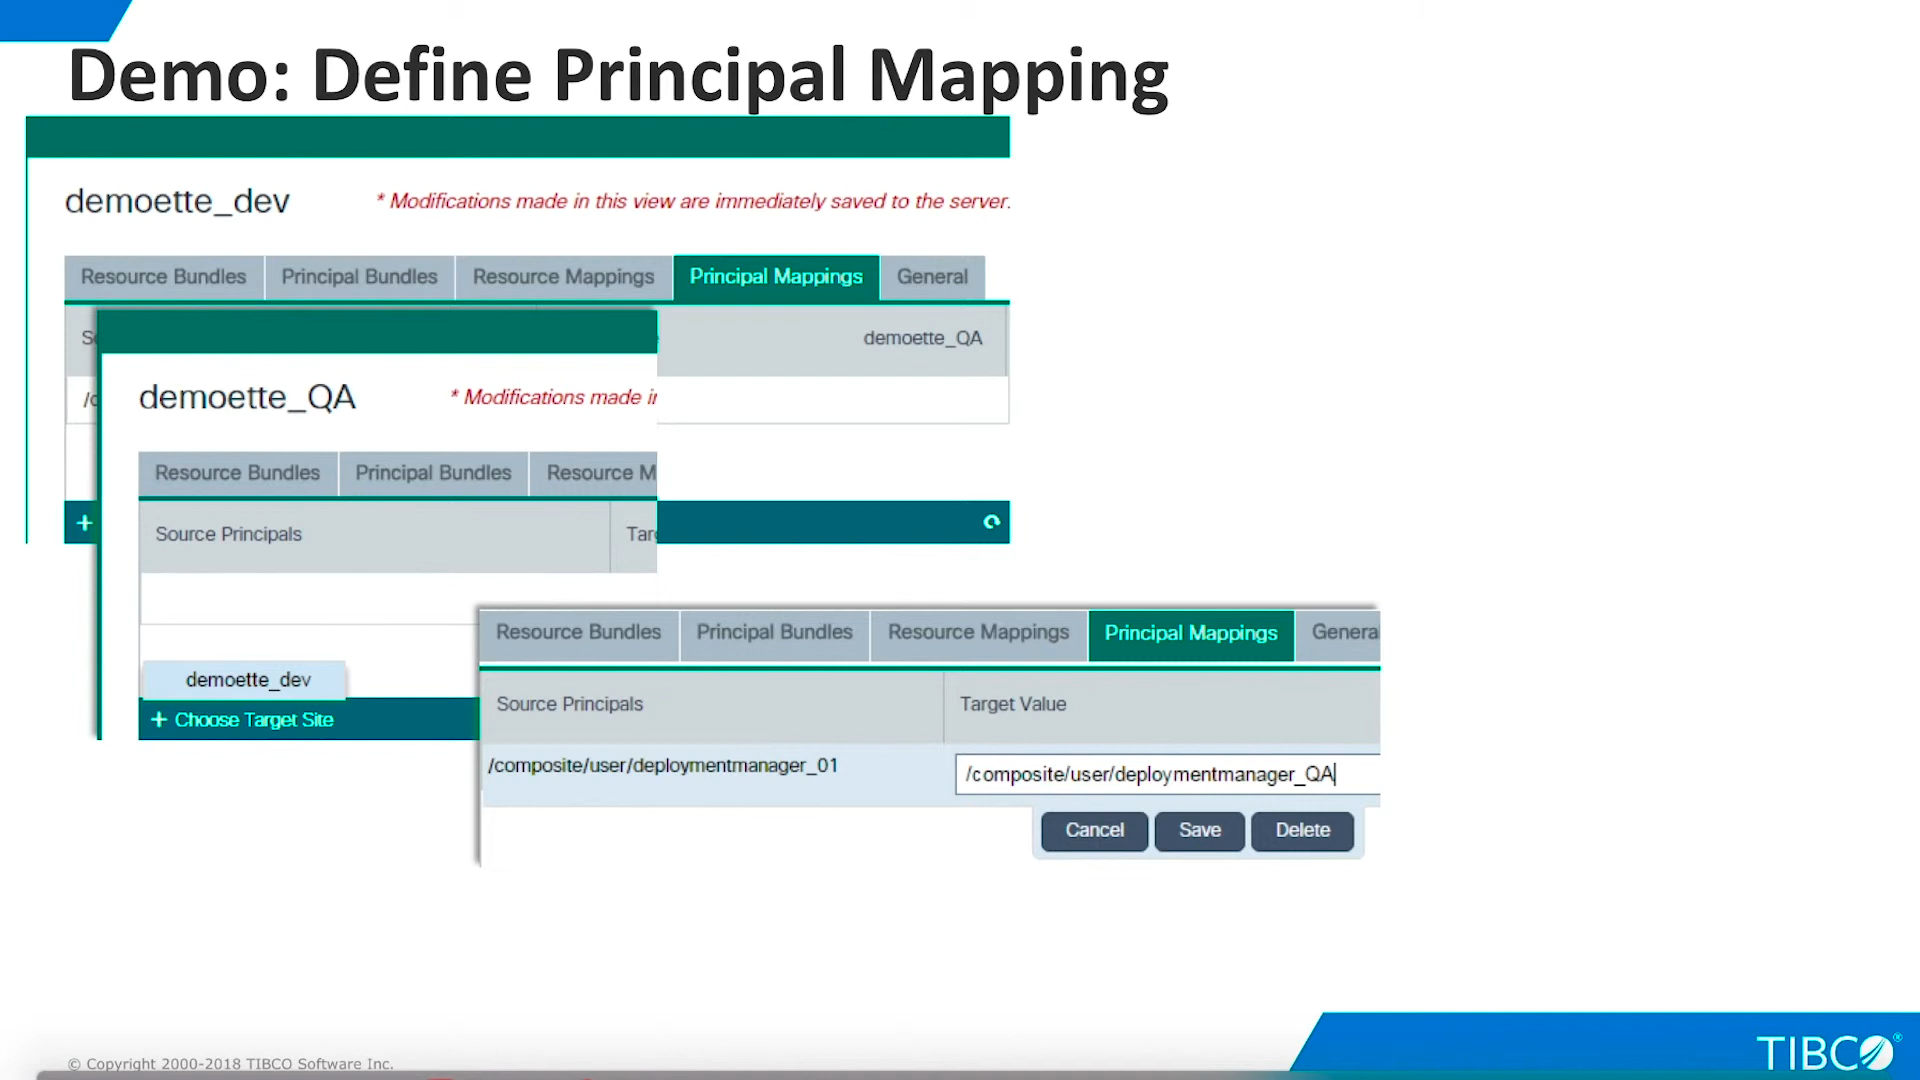 Demo: Define Principal Mapping
demoette_dev
* Modifications made in this view are immediately saved to the server.
Resource Bundles
Principal Bundles
Resource Mappings
Principal Mappings
General
demoette_QA
demoette_QA
* Modifications made
Resource Bundles
Principal Bundles
Resource M
Source Principals
Tar
demoette_dev
+ Choose Target Site
Resource Bundles
Principal Bundles
Resource Mappings
Principal Mappings
Genera
Source Principals
Target Value
/composite/user/deploymentmanager_01
/composite/user/deploymentmanager_QA
Cancel
Save
Delete
© Copyright 2000-2018 TIBCO Software Inc.
TIBCO®